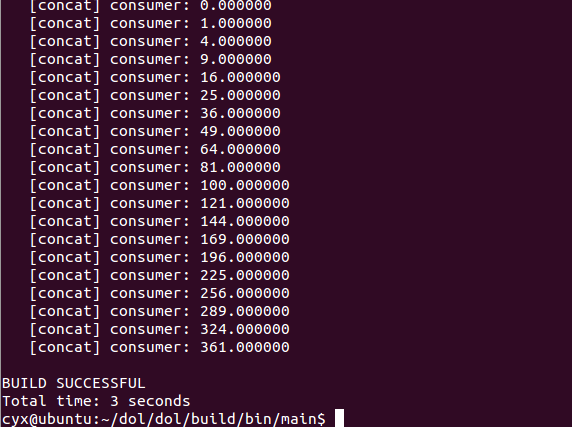 [concat] consumer: 0.000000
[concat] consumer: 1.000000
[concat] consumer: 4.000000
[concat] consumer: 9.000000
[concat] consumer: 16.000000
[concat] consumer: 25.000000
[concat] consumer: 36.000000
[concat] consumer: 49.000000
[concat] consumer: 64.000000
[concat] consumer: 81.000000
[concat] consumer: 100.000000
[concat] consumer: 121.000000
[concat] consumer: 144.000000
[concat] consumer: 169.000000
[concat] consumer: 196.000000
[concat] consumer: 225.000000
[concat] consumer: 256.000000
[concat] consumer: 289.000000
[concat] consumer: 324.000000
[concat] consumer: 361.000000
BUILD SUCCESSFUL
Total time: 3 seconds
cyx@ubuntu:~/dol/dol/build/bin/main$